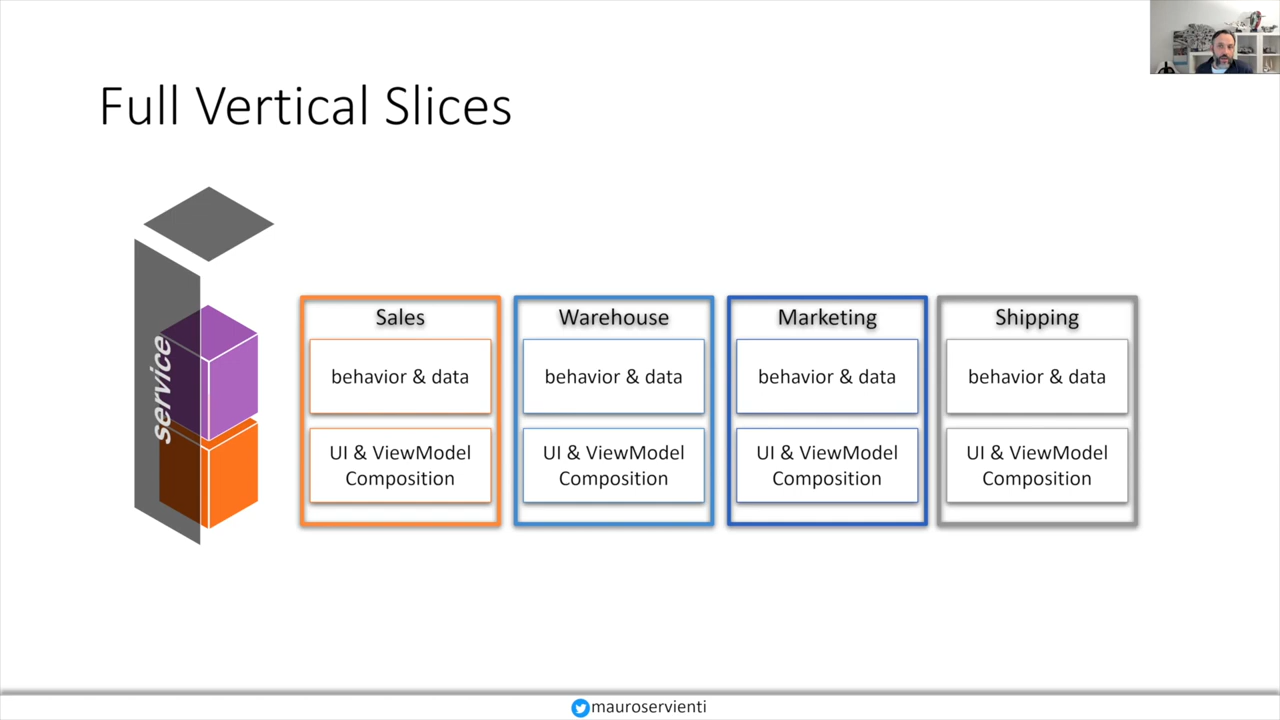 Full Vertical Slices
service
Sales
behavior & data
UI & ViewModel
Composition
Warehouse
behavior & data
UI & ViewModel
Composition
Marketing
behavior & data
UI & ViewModel
Composition
Shipping
behavior & data
UI & ViewModel
Composition
mauroservienti